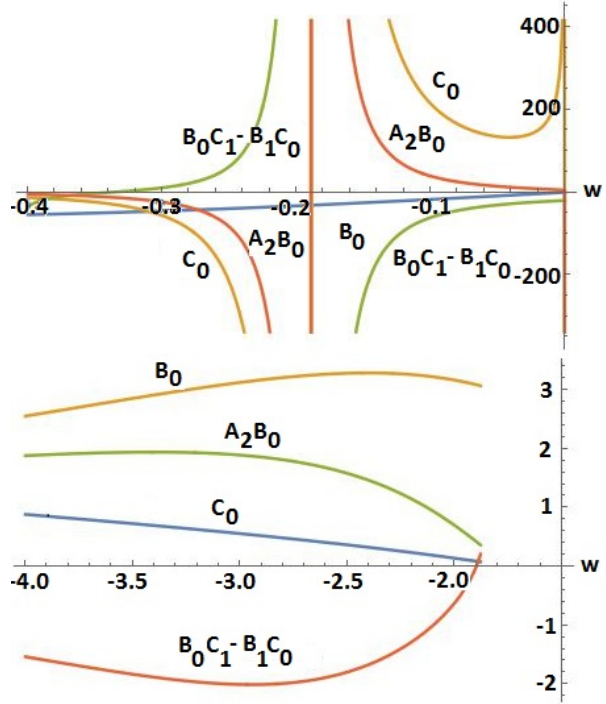 400
C₀
200
B₀C₁- B₁C₀
A₂B₀
-0.4
-0.3
-0.2
-0.1
w
A₂B₀
B₀
C₀
B₀C₁- B₁C₀
-200
B₀
3
A₂B₀
2
C₀
1
-4.0
-3.5
-3.0
-2.5
-2.0
w
-1
B₀C₁- B₁C₀
-2